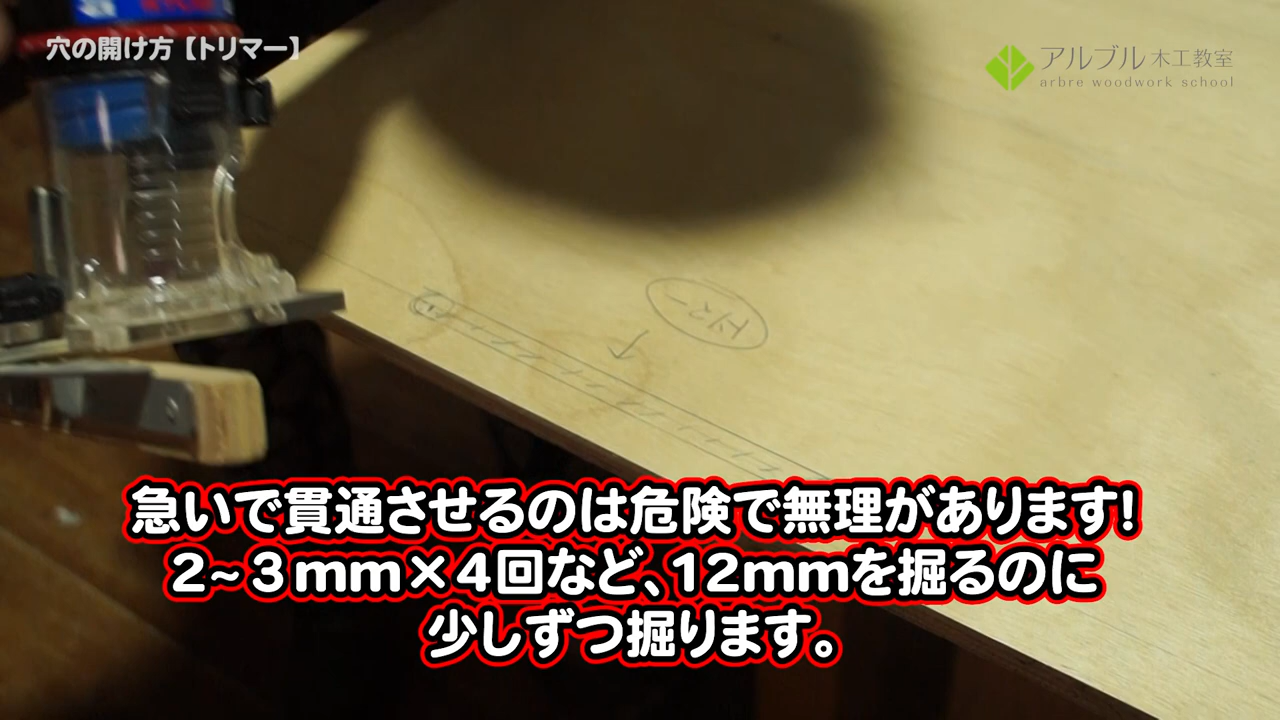 穴の開け方【トリマー】
アルブル木工教室
arbre woodwork school
トリマー
急いで貫通させるのは危険で無理があります!
2~3mm×4回など、12mmを掘るのに
少しずつ掘ります。